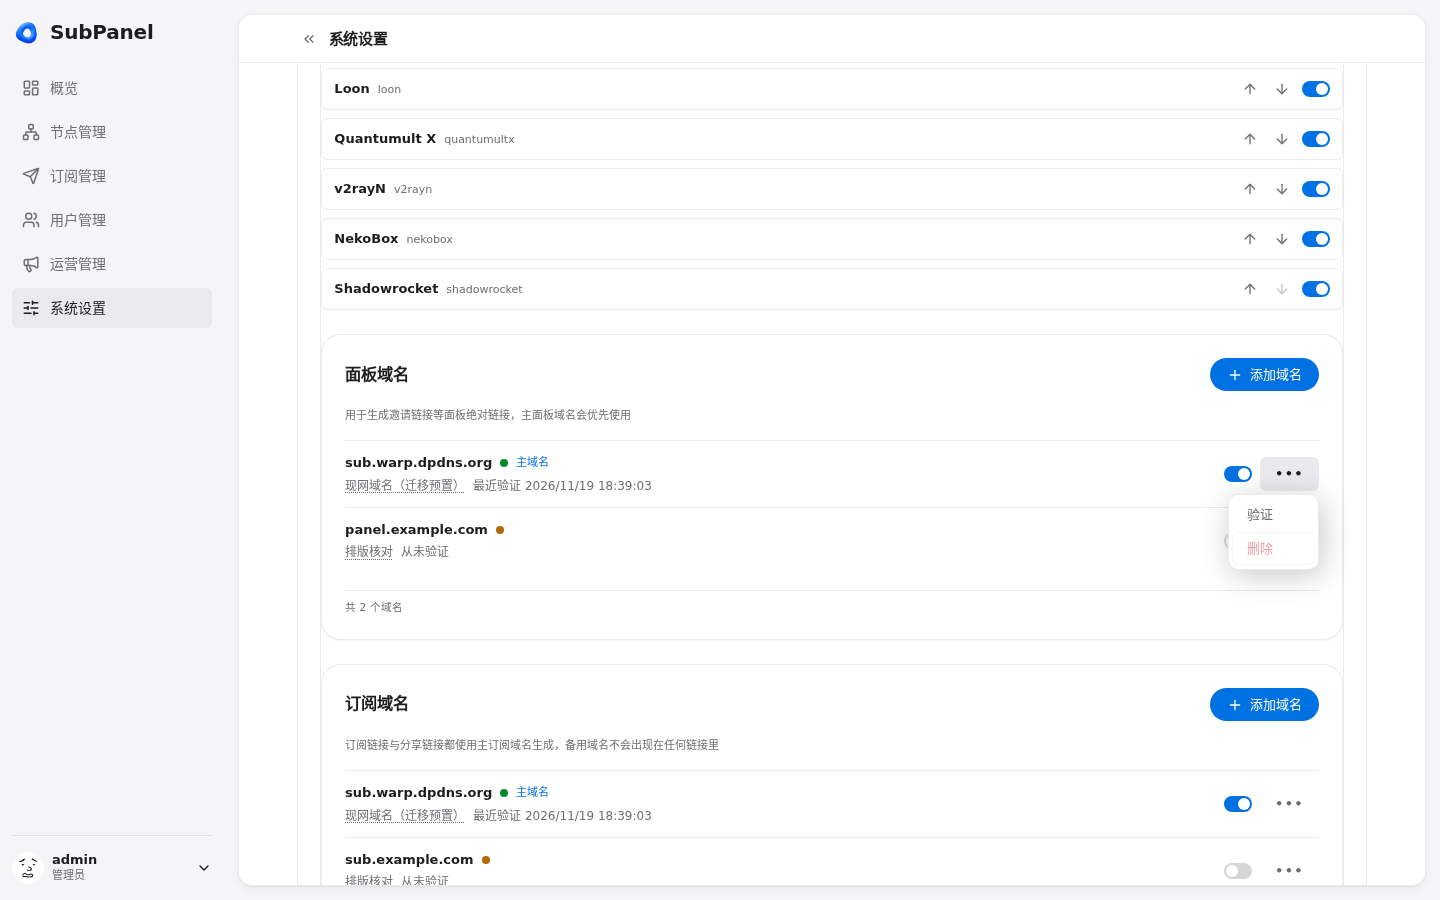 SubPanel
概览
节点管理
订阅管理
用户管理
运营管理
系统设置
admin
管理员
系统设置
Loon loon
Quantumult X quantumultx
v2rayN v2rayn
NekoBox nekobox
Shadowrocket shadowrocket
面板域名
添加域名
用于生成邀请链接等面板绝对链接，主面板域名会优先使用
sub.warp.dpdns.org 主域名
现网域名（迁移预置） 最近验证 2026/11/19 18:39:03
验证
删除
panel.example.com
排版核对 从未验证
共 2 个域名
订阅域名
添加域名
订阅链接与分享链接都使用主订阅域名生成，备用域名不会出现在任何链接里
sub.warp.dpdns.org 主域名
现网域名（迁移预置） 最近验证 2026/11/19 18:39:03
sub.example.com
排版核对 从未验证